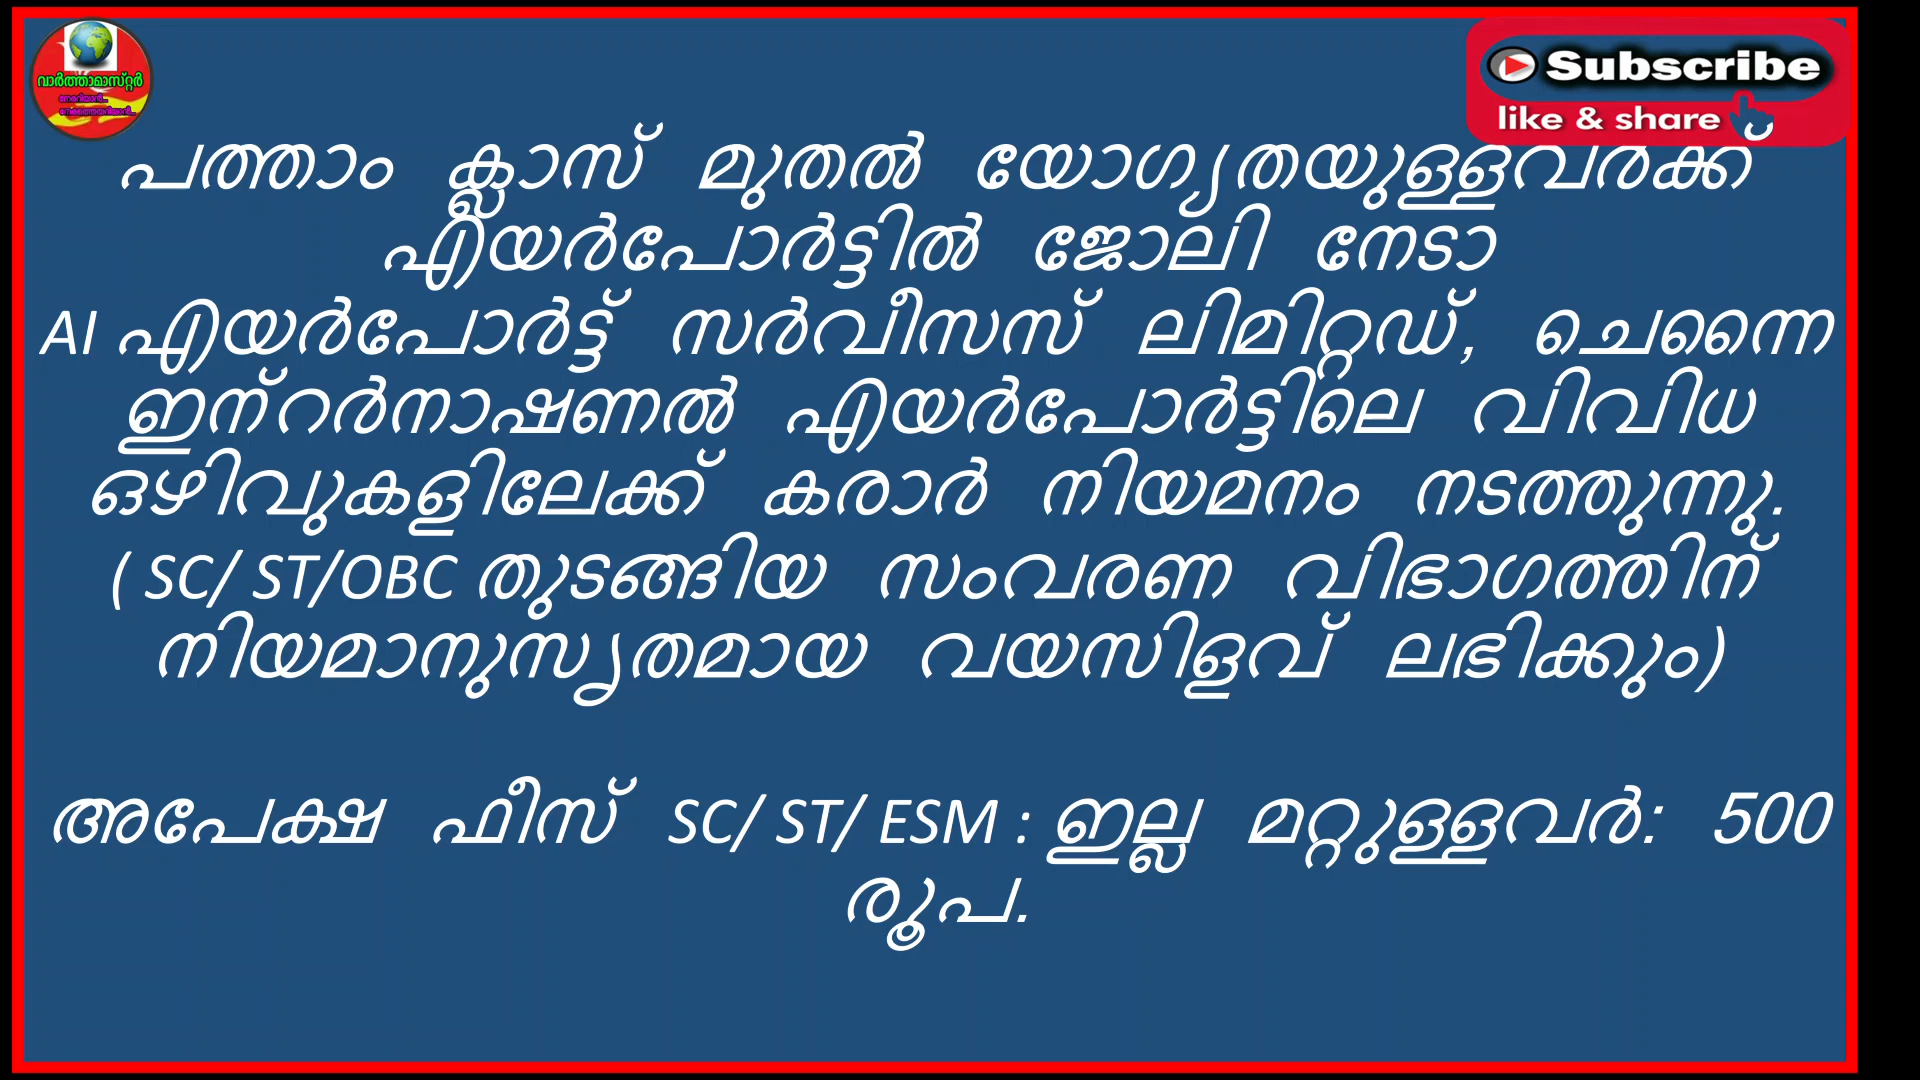 വാർത്താമാസ്റ്റർ
Subscribe
like & share
പത്താം ക്ലാസ് മുതൽ യോഗ്യതയുള്ളവർക്ക്
എയർപോർട്ടിൽ ജോലി നേടാ
AI എയർപോർട്ട് സർവീസസ് ലിമിറ്റഡ്, ചെന്നൈ
ഇന്റർനാഷണൽ എയർപോർട്ടിലെ വിവിധ
ഒഴിവുകളിലേക്ക് കരാർ നിയമനം നടത്തുന്നു.
( SC/ ST/OBC തുടങ്ങിയ സംവരണ വിഭാഗത്തിന്
നിയമാനുസൃതമായ വയസിളവ് ലഭിക്കും)
അപേക്ഷ ഫീസ് SC/ ST/ ESM : ഇല്ല മറ്റുള്ളവർ: 500
രൂപ.